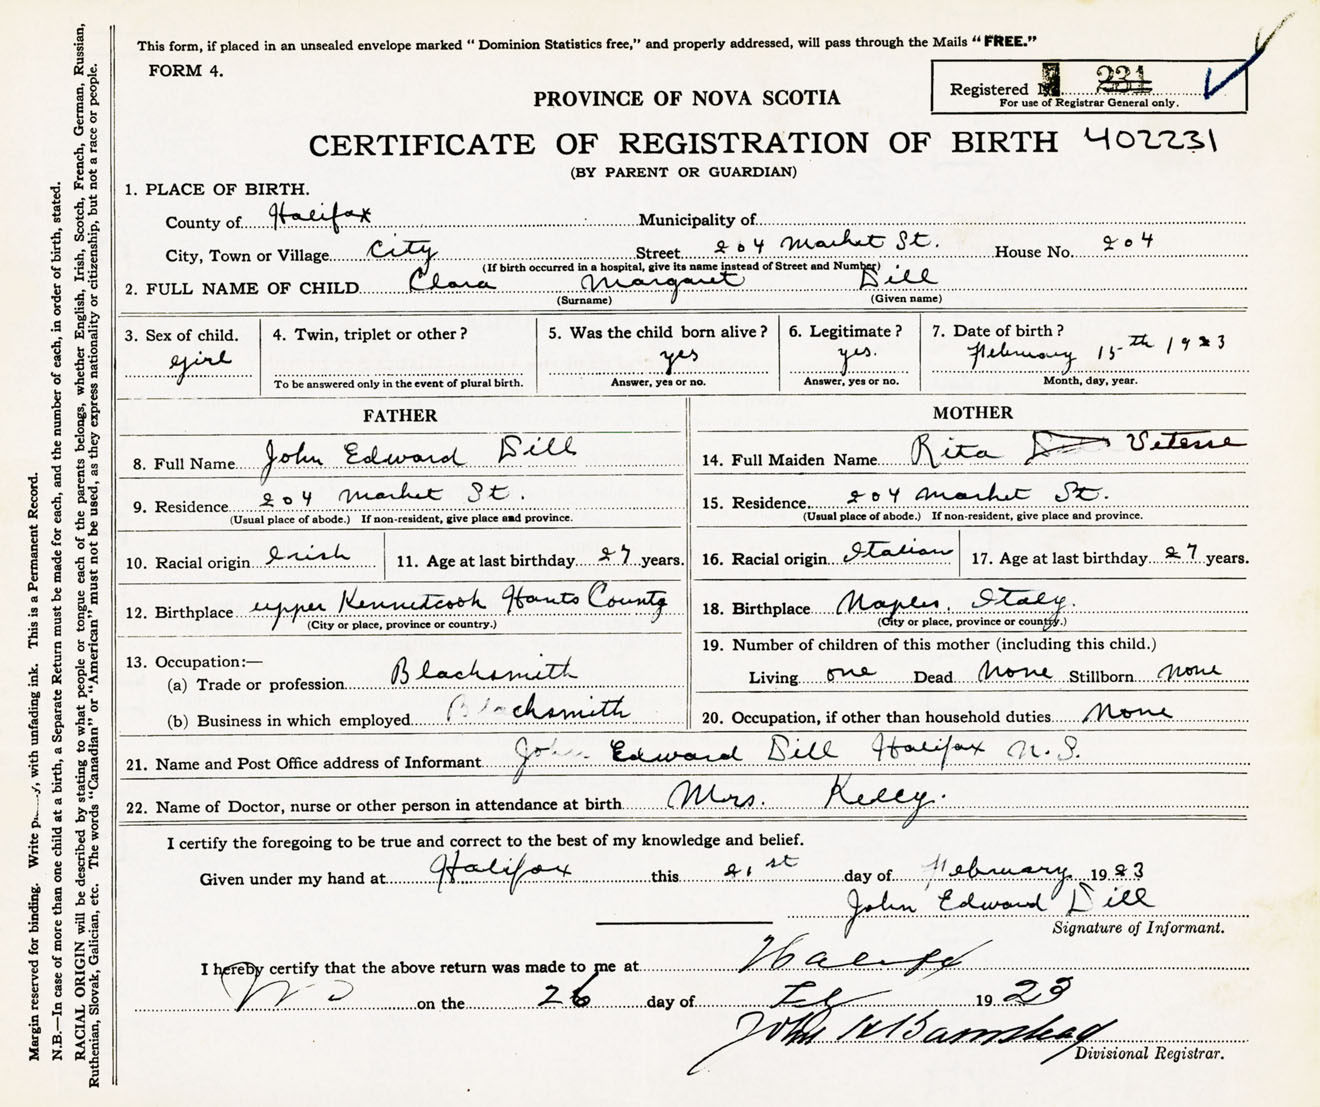 This form, if placed in an unsealed envelope marked "Dominion Statistics free," and properly addressed, will pass through the Mails "FREE."
FORM 4.
Registered 231
For use of Registrar General only.
PROVINCE OF NOVA SCOTIA
CERTIFICATE OF REGISTRATION OF BIRTH 402231
(BY PARENT OR GUARDIAN)
1. PLACE OF BIRTH.
County of Halifax Municipality of
City, Town or Village City Street 204 Market St. House No. 204
(If birth occurred in a hospital, give its name instead of Street and Number)
2. FULL NAME OF CHILD Clara Margaret Dill
(Surname) (Given name)
3. Sex of child. 4. Twin, triplet or other? 5. Was the child born alive? 6. Legitimate? 7. Date of birth?
girl yes yes. February 15th 1923
To be answered only in the event of plural birth. Answer, yes or no. Answer, yes or no. Month, day, year.
FATHER
8. Full Name John Edward Dill
9. Residence 204 Market St.
(Usual place of abode.) If non-resident, give place and province.
10. Racial origin Irish 11. Age at last birthday 27 years.
12. Birthplace upper Kennetcook Hants County
(City or place, province or country.)
13. Occupation:—
(a) Trade or profession Blacksmith
(b) Business in which employed Blacksmith
MOTHER
14. Full Maiden Name Rita Vetesse
15. Residence 204 Market St.
(Usual place of abode.) If non-resident, give place and province.
16. Racial origin Italian 17. Age at last birthday 27 years.
18. Birthplace Naples, Italy.
(City or place, province or country.)
19. Number of children of this mother (including this child.)
Living one Dead None Stillborn None
20. Occupation, if other than household duties None
21. Name and Post Office address of Informant John Edward Dill Halifax N.S.
22. Name of Doctor, nurse or other person in attendance at birth Mrs. Kelly.
I certify the foregoing to be true and correct to the best of my knowledge and belief.
Given under my hand at Halifax this 21st day of February 1923
John Edward Dill
Signature of Informant.
I hereby certify that the above return was made to me at Halifax
NS on the 26 day of Feb 1923
John H Barnstead
Divisional Registrar.
Margin reserved for binding. Write with unfading ink. This is a Permanent Record.
N.B.—In case of more than one child at a birth, a Separate Return must be made for each, and the number of each, in order of birth, stated.
RACIAL ORIGIN will be described by stating to what people or tongue each of the parents belongs, whether English, Irish, Scotch, French, German, Russian,
Ruthenian, Slovak, Galician, etc. The words "Canadian" or "American" must not be used, as they express nationality or citizenship, but not a race or people.